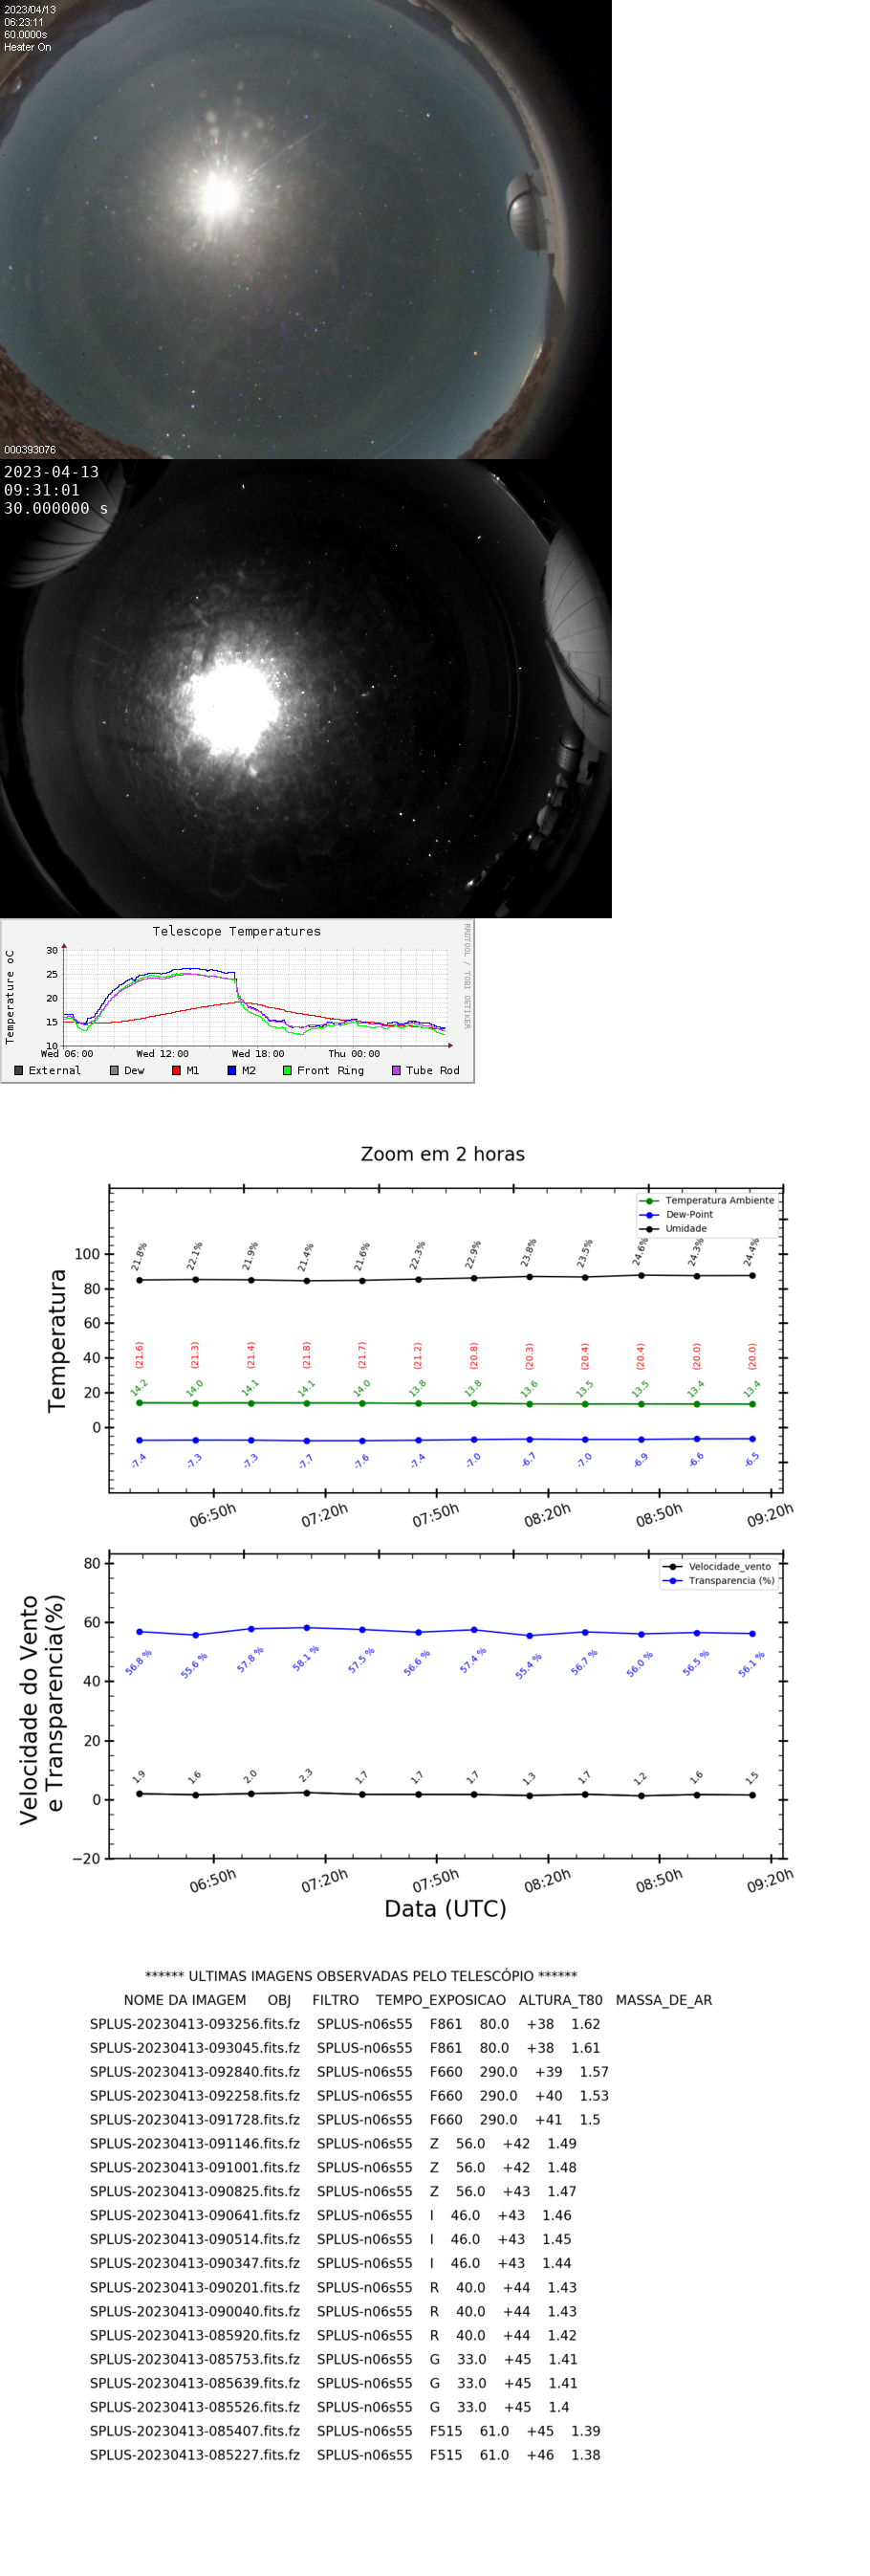 2023/04/13
06:23:11
60.0000s
Heater On
000393076
2023-04-13
09:31:01
30.000000 s
Telescope Temperatures
RRDTOOL / TOBI OETIKER
Temperature oC
30
25
20
15
10
Wed 06:00 Wed 12:00 Wed 18:00 Thu 00:00
External Dew M1 M2 Front Ring Tube Rod
Zoom em 2 horas
Temperatura Ambiente
Dew-Point
Umidade
Temperatura
100
80
60
40
20
0
21.8% 22.1% 21.9% 21.4% 21.6% 22.3% 22.9% 23.8% 23.5% 24.6% 24.3% 24.4%
(21.6) (21.3) (21.4) (21.8) (21.7) (21.2) (20.8) (20.3) (20.4) (20.4) (20.0) (20.0)
14.2 14.0 14.1 14.1 14.0 13.8 13.8 13.6 13.5 13.5 13.4 13.4
-7.4 -7.3 -7.3 -7.7 -7.6 -7.4 -7.0 -6.7 -7.0 -6.9 -6.6 -6.5
06:50h 07:20h 07:50h 08:20h 08:50h 09:20h
Velocidade_vento
Transparencia (%)
Velocidade do Vento
e Transparencia(%)
80
60
40
20
0
−20
56.8 % 55.6 % 57.8 % 58.1 % 57.5 % 56.6 % 57.4 % 55.4 % 56.7 % 56.0 % 56.5 % 56.1 %
1.9 1.6 2.0 2.3 1.7 1.7 1.7 1.3 1.7 1.2 1.6 1.5
06:50h 07:20h 07:50h 08:20h 08:50h 09:20h
Data (UTC)
****** ULTIMAS IMAGENS OBSERVADAS PELO TELESCÓPIO ******
NOME DA IMAGEM OBJ FILTRO TEMPO_EXPOSICAO ALTURA_T80 MASSA_DE_AR
SPLUS-20230413-093256.fits.fz SPLUS-n06s55 F861 80.0 +38 1.62
SPLUS-20230413-093045.fits.fz SPLUS-n06s55 F861 80.0 +38 1.61
SPLUS-20230413-092840.fits.fz SPLUS-n06s55 F660 290.0 +39 1.57
SPLUS-20230413-092258.fits.fz SPLUS-n06s55 F660 290.0 +40 1.53
SPLUS-20230413-091728.fits.fz SPLUS-n06s55 F660 290.0 +41 1.5
SPLUS-20230413-091146.fits.fz SPLUS-n06s55 Z 56.0 +42 1.49
SPLUS-20230413-091001.fits.fz SPLUS-n06s55 Z 56.0 +42 1.48
SPLUS-20230413-090825.fits.fz SPLUS-n06s55 Z 56.0 +43 1.47
SPLUS-20230413-090641.fits.fz SPLUS-n06s55 I 46.0 +43 1.46
SPLUS-20230413-090514.fits.fz SPLUS-n06s55 I 46.0 +43 1.45
SPLUS-20230413-090347.fits.fz SPLUS-n06s55 I 46.0 +43 1.44
SPLUS-20230413-090201.fits.fz SPLUS-n06s55 R 40.0 +44 1.43
SPLUS-20230413-090040.fits.fz SPLUS-n06s55 R 40.0 +44 1.43
SPLUS-20230413-085920.fits.fz SPLUS-n06s55 R 40.0 +44 1.42
SPLUS-20230413-085753.fits.fz SPLUS-n06s55 G 33.0 +45 1.41
SPLUS-20230413-085639.fits.fz SPLUS-n06s55 G 33.0 +45 1.41
SPLUS-20230413-085526.fits.fz SPLUS-n06s55 G 33.0 +45 1.4
SPLUS-20230413-085407.fits.fz SPLUS-n06s55 F515 61.0 +45 1.39
SPLUS-20230413-085227.fits.fz SPLUS-n06s55 F515 61.0 +46 1.38